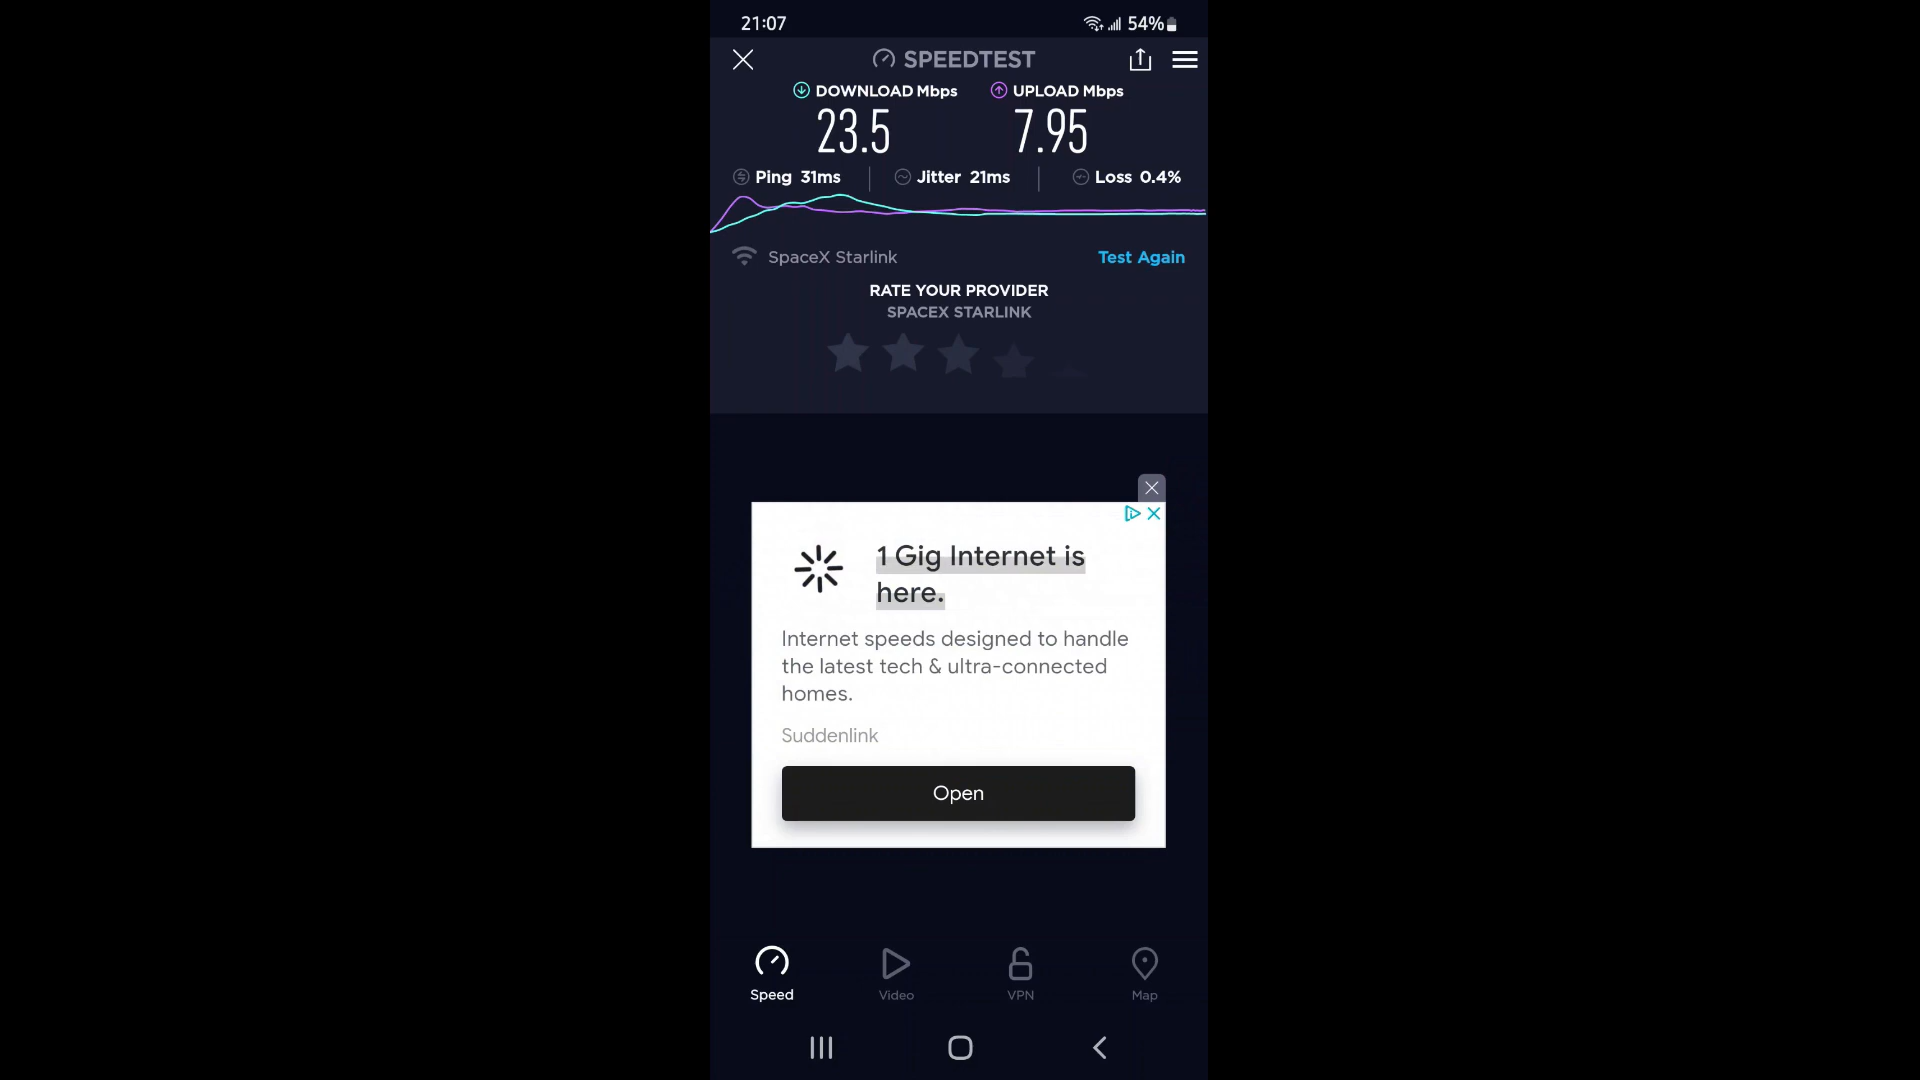 21:07
54%
SPEEDTEST
DOWNLOAD Mbps
UPLOAD Mbps
23.5
7.95
Ping 31ms
Jitter 21ms
Loss 0.4%
SpaceX Starlink
Test Again
RATE YOUR PROVIDER
SPACEX STARLINK
1 Gig Internet is
here.
Internet speeds designed to handle
the latest tech & ultra-connected
homes.
Suddenlink
Open
Speed
Video
VPN
Map